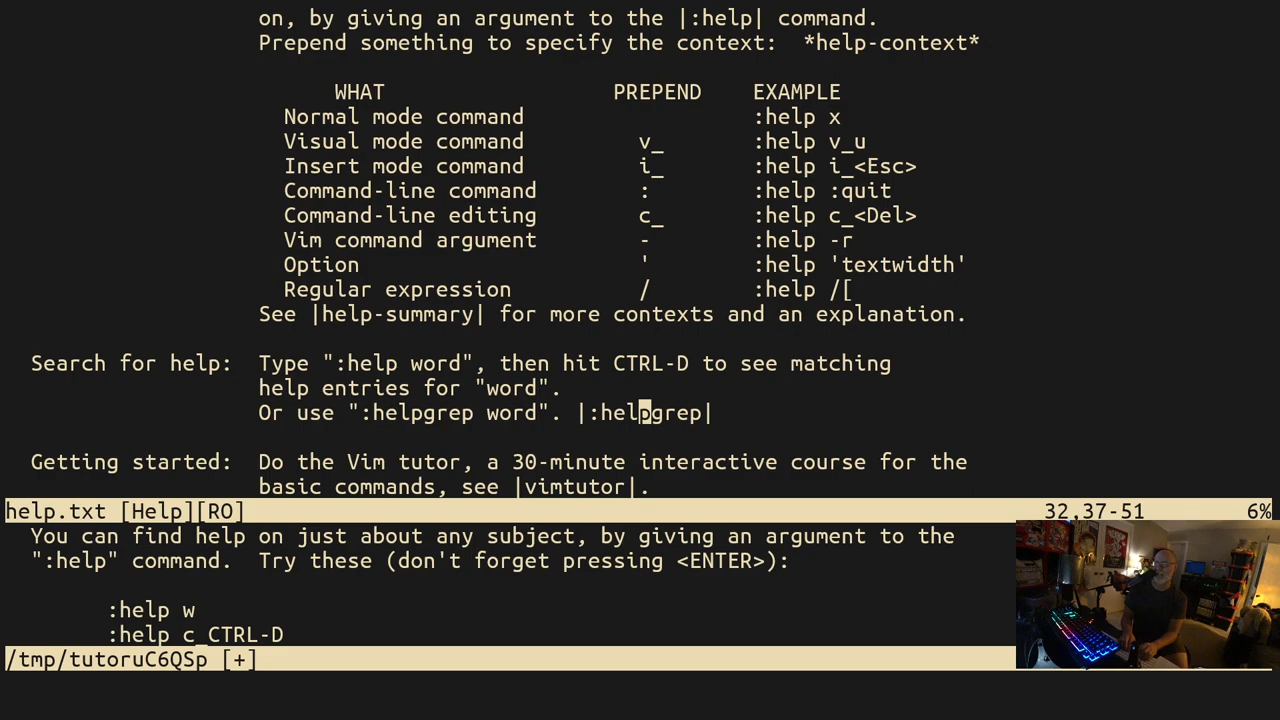 on, by giving an argument to the |:help| command.
Prepend something to specify the context:  *help-context*
WHAT PREPEND EXAMPLE
Normal mode command :help x
Visual mode command v_ :help v_u
Insert mode command i_ :help i_<Esc>
Command-line command : :help :quit
Command-line editing c_ :help c_<Del>
Vim command argument - :help -r
Option ' :help 'textwidth'
Regular expression / :help /[
See |help-summary| for more contexts and an explanation.
Search for help:  Type ":help word", then hit CTRL-D to see matching
help entries for "word".
Or use ":helpgrep word". |:helpgrep|
Getting started:  Do the Vim tutor, a 30-minute interactive course for the
basic commands, see |vimtutor|.
help.txt [Help][RO] 32,37-51 6%
You can find help on just about any subject, by giving an argument to the
":help" command.  Try these (don't forget pressing <ENTER>):
:help w
:help c_CTRL-D
/tmp/tutoruC6QSp [+]